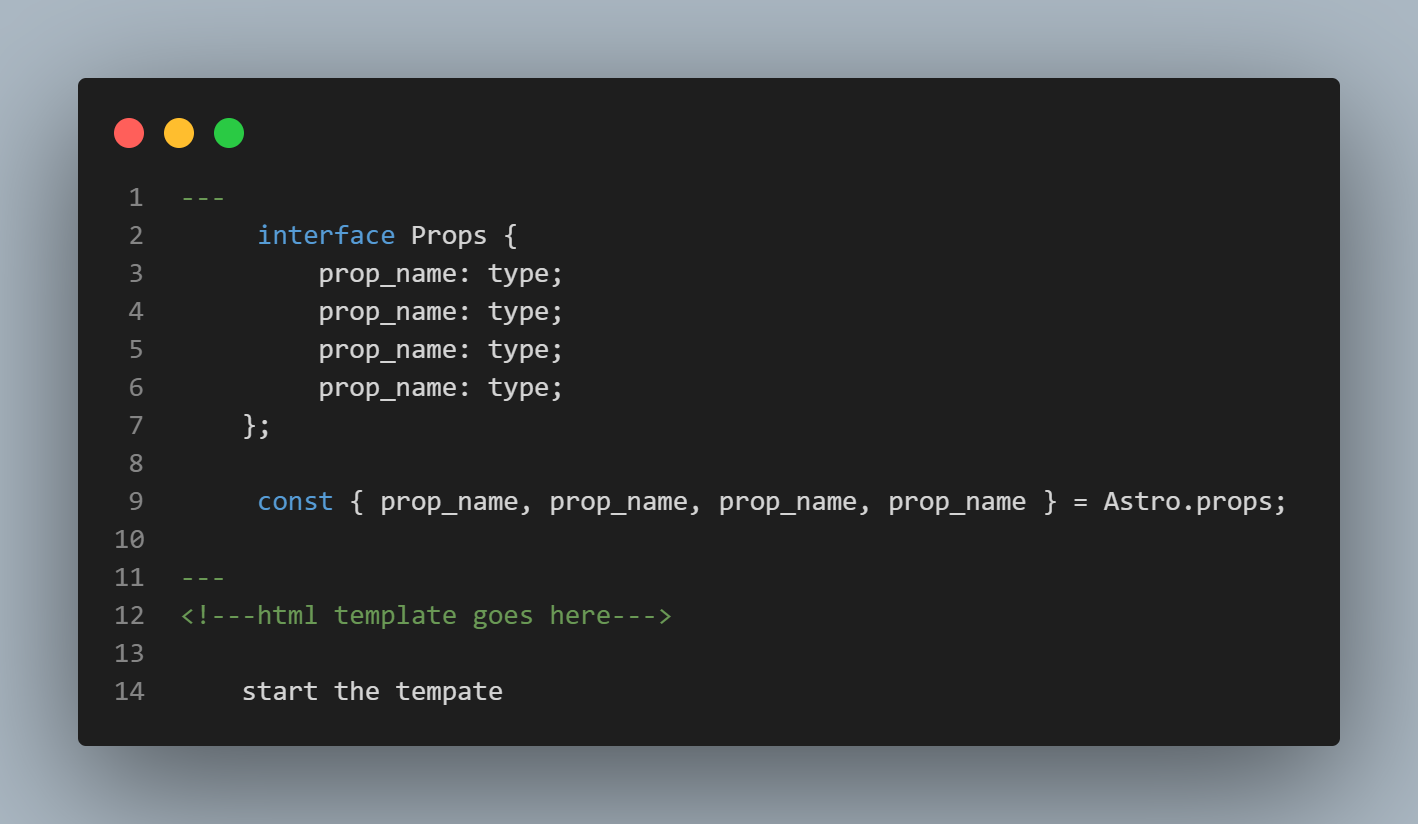 1 ---
2 interface Props {
3 prop_name: type;
4 prop_name: type;
5 prop_name: type;
6 prop_name: type;
7 };
8
9 const { prop_name, prop_name, prop_name, prop_name } = Astro.props;
10
11 ---
12 <!---html template goes here--->
13
14 start the tempate